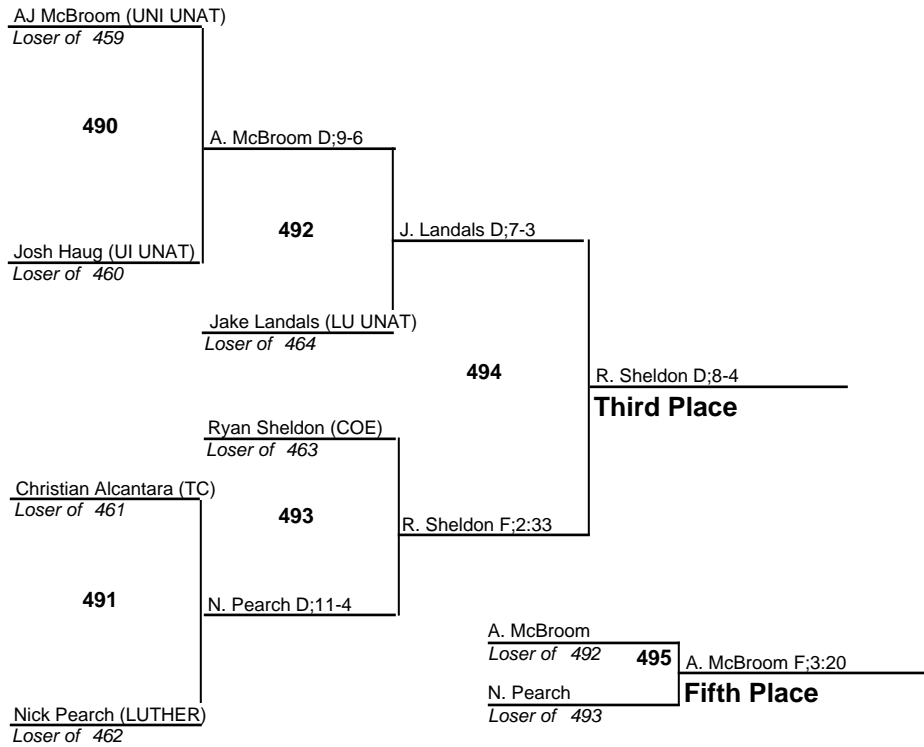 AJ McBroom (UNI UNAT)
Loser of 459
490
A. McBroom D;9-6
492
J. Landals D;7-3
Josh Haug (UI UNAT)
Loser of 460
Jake Landals (LU UNAT)
Loser of 464
494
R. Sheldon D;8-4
Third Place
Ryan Sheldon (COE)
Loser of 463
Christian Alcantara (TC)
Loser of 461
493
R. Sheldon F;2:33
491
N. Pearch D;11-4
A. McBroom
Loser of 492
495
A. McBroom F;3:20
Fifth Place
N. Pearch
Loser of 493
Nick Pearch (LUTHER)
Loser of 462